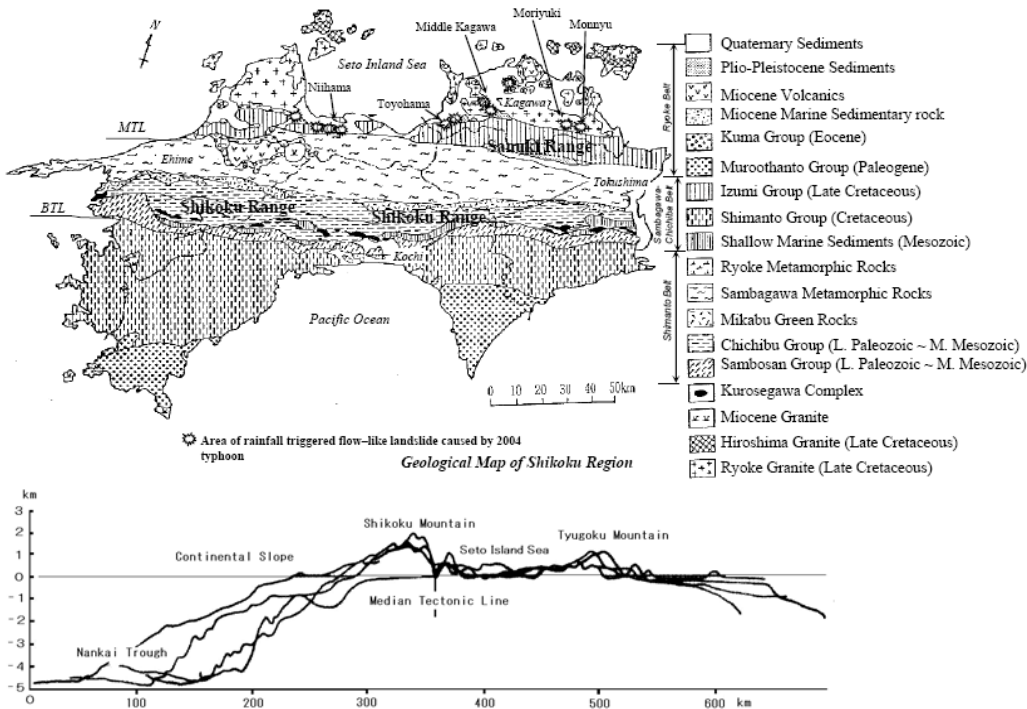 N
Middle Kagawa
Moriyuki
Monnyu
Seto Inland Sea
Niihama
Toyohama
Kagawa
MTL
Sanuki Range
Ehime
Tokushima
BTL
Shikoku Range
Shikoku Range
Kochi
Pacific Ocean
0 10 20 30 40 50km
Ryoke Belt
Sambagawa-
Chichibu Belt
Shimanto Belt
Area of rainfall triggered flow–like landslide caused by 2004
typhoon
Geological Map of Shikoku Region
Quaternary Sediments
Plio-Pleistocene Sediments
Miocene Volcanics
Miocene Marine Sedimentary rock
Kuma Group (Eocene)
Muroothanto Group (Paleogene)
Izumi Group (Late Cretaceous)
Shimanto Group (Cretaceous)
Shallow Marine Sediments (Mesozoic)
Ryoke Metamorphic Rocks
Sambagawa Metamorphic Rocks
Mikabu Green Rocks
Chichibu Group (L. Paleozoic ~ M. Mesozoic)
Sambosan Group (L. Paleozoic ~ M. Mesozoic)
Kurosegawa Complex
Miocene Granite
Hiroshima Granite (Late Cretaceous)
Ryoke Granite (Late Cretaceous)
km
3
2
1
0
-1
-2
-3
-4
-5
Shikoku Mountain
Tyugoku Mountain
Continental Slope
Seto Island Sea
Median Tectonic Line
Nankai Trough
0 100 200 300 400 500 600 km